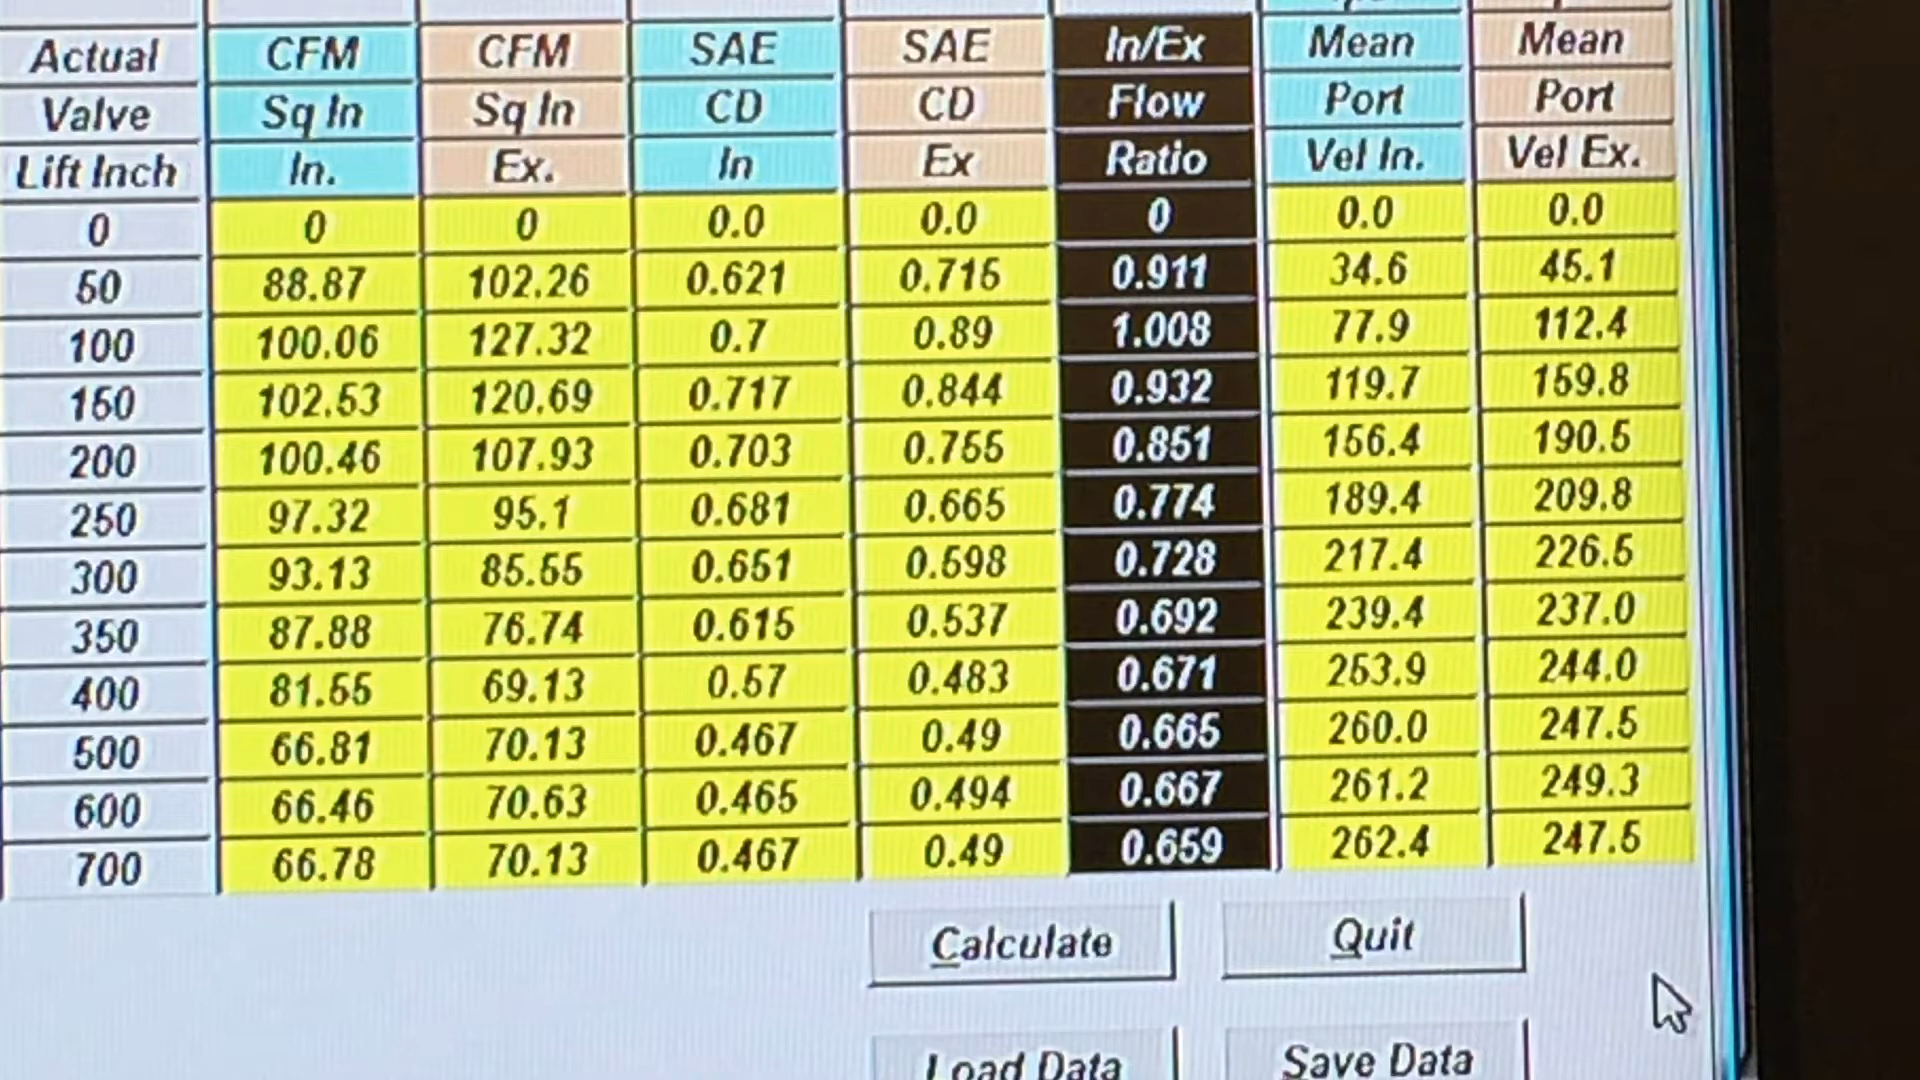 Actual CFM CFM SAE SAE In/Ex Mean Mean
Valve Sq In Sq In CD CD Flow Port Port
Lift Inch In. Ex. In Ex Ratio Vel In. Vel Ex.
0 0 0 0.0 0.0 0 0.0 0.0
50 88.87 102.26 0.621 0.715 0.911 34.6 45.1
100 100.06 127.32 0.7 0.89 1.008 77.9 112.4
150 102.53 120.69 0.717 0.844 0.932 119.7 159.8
200 100.46 107.93 0.703 0.755 0.851 156.4 190.5
250 97.32 95.1 0.681 0.665 0.774 189.4 209.8
300 93.13 85.55 0.651 0.598 0.728 217.4 226.5
350 87.88 76.74 0.615 0.537 0.692 239.4 237.0
400 81.55 69.13 0.57 0.483 0.671 253.9 244.0
500 66.81 70.13 0.467 0.49 0.665 260.0 247.5
600 66.46 70.63 0.465 0.494 0.667 261.2 249.3
700 66.78 70.13 0.467 0.49 0.659 262.4 247.5
Calculate Quit
Load Data Save Data